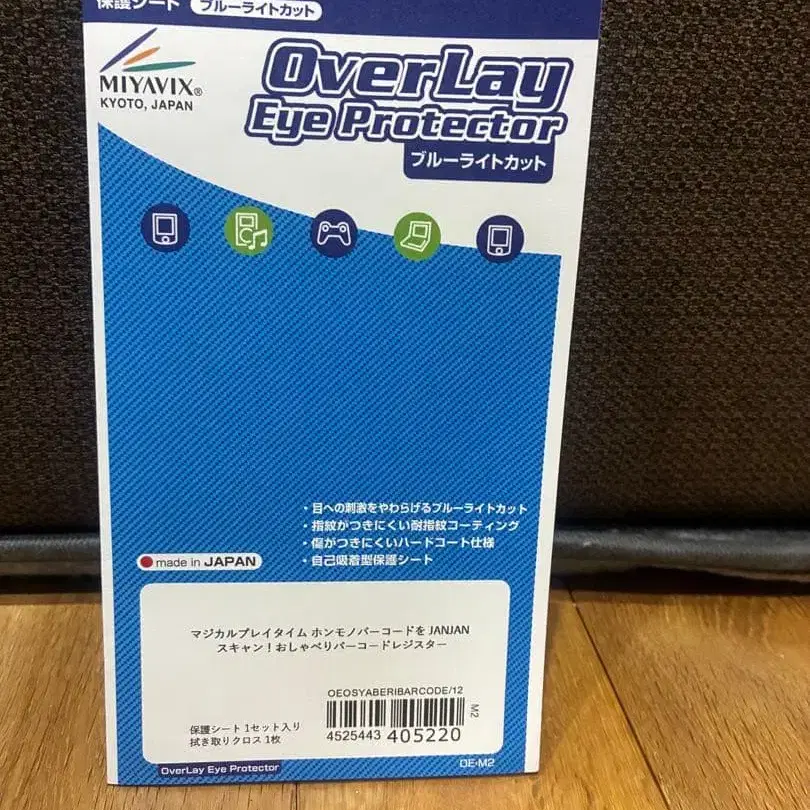 保護シート ブルーライトカット
MIYAVIX®
KYOTO, JAPAN
OverLay
Eye Protector
ブルーライトカット
・目への刺激をやわらげるブルーライトカット
・指紋がつきにくい耐指紋コーティング
・傷がつきにくいハードコート仕様
・自己吸着型保護シート
made in JAPAN
マジカルプレイタイム ホンモノバーコードを JANJAN
スキャン！おしゃべりバーコードレジスター
OEOSYABERIBARCODE/12
M2
保護シート 1セット入り
拭き取りクロス 1枚
4525443 405220
OverLay Eye Protector
OE-M2